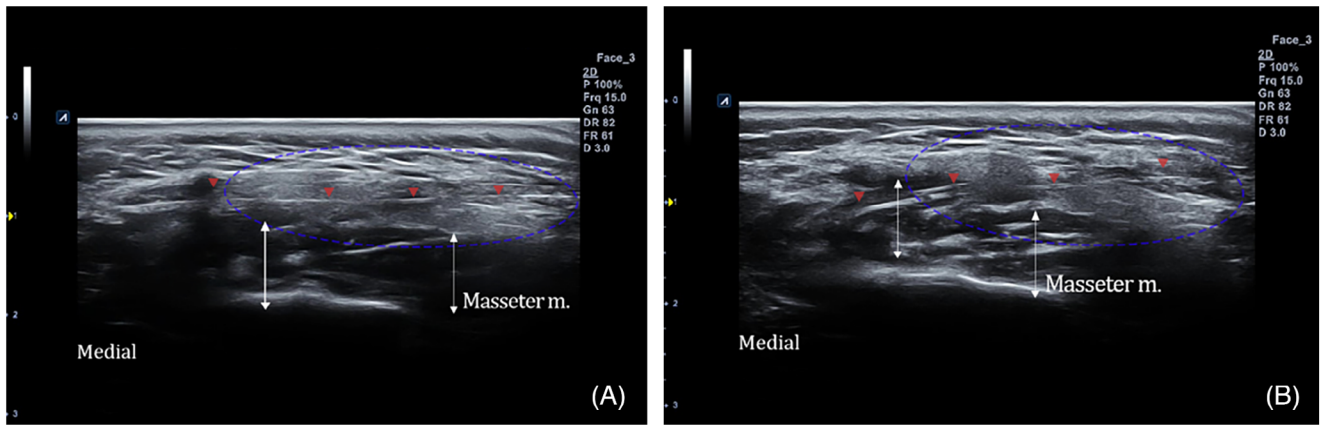 Face_3
2D
P 100%
Frq 15.0
Gn 63
DR 82
FR 61
D 3.0
0
1
2
3
Masseter m.
Medial
(A)
Face_3
2D
P 100%
Frq 15.0
Gn 63
DR 82
FR 61
D 3.0
0
1
2
3
Masseter m.
Medial
(B)